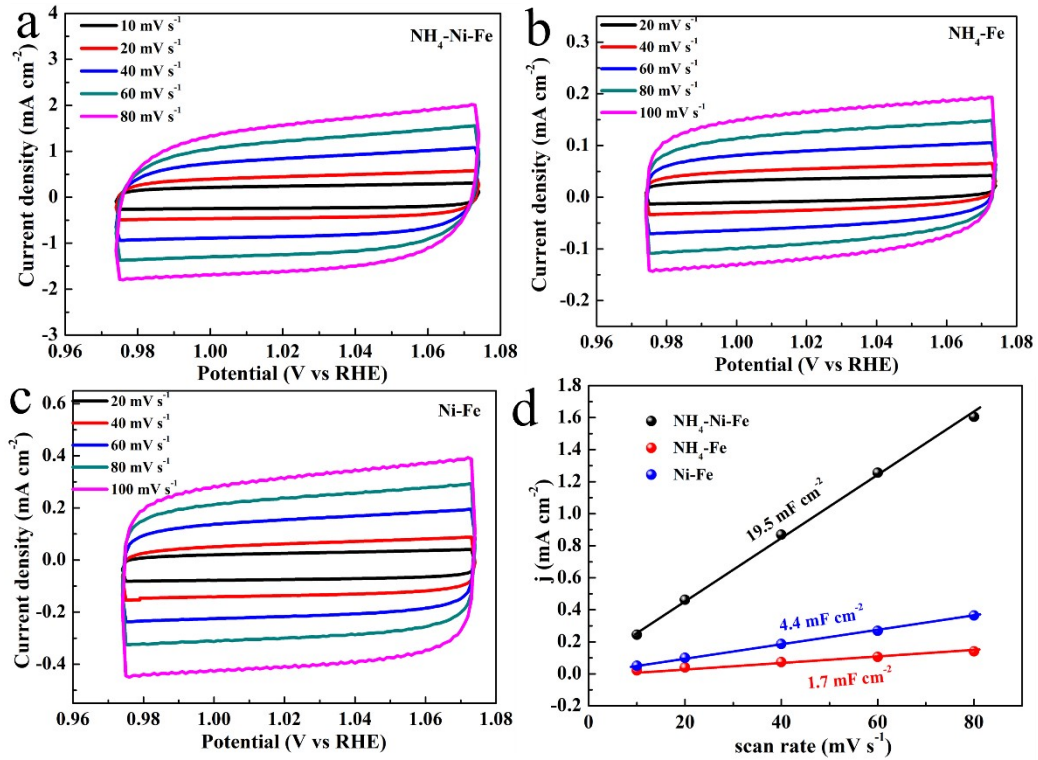 a
4
3
2
1
0
-1
-2
-3
Current density (mA cm⁻²)
10 mV s⁻¹
20 mV s⁻¹
40 mV s⁻¹
60 mV s⁻¹
80 mV s⁻¹
NH₄-Ni-Fe
0.96 0.98 1.00 1.02 1.04 1.06 1.08
Potential (V vs RHE)
b
0.3
0.2
0.1
0.0
-0.1
-0.2
Current density (mA cm⁻²)
20 mV s⁻¹
40 mV s⁻¹
60 mV s⁻¹
80 mV s⁻¹
100 mV s⁻¹
NH₄-Fe
0.96 0.98 1.00 1.02 1.04 1.06 1.08
Potential (V vs RHE)
c
0.6
0.4
0.2
0.0
-0.2
-0.4
Current density (mA cm⁻²)
20 mV s⁻¹
40 mV s⁻¹
60 mV s⁻¹
80 mV s⁻¹
100 mV s⁻¹
Ni-Fe
0.96 0.98 1.00 1.02 1.04 1.06 1.08
Potential (V vs RHE)
d
1.8
1.6
1.4
1.2
1.0
0.8
0.6
0.4
0.2
0.0
-0.2
j (mA cm⁻²)
NH₄-Ni-Fe
NH₄-Fe
Ni-Fe
19.5 mF cm⁻²
4.4 mF cm⁻²
1.7 mF cm⁻²
0 20 40 60 80
scan rate (mV s⁻¹)